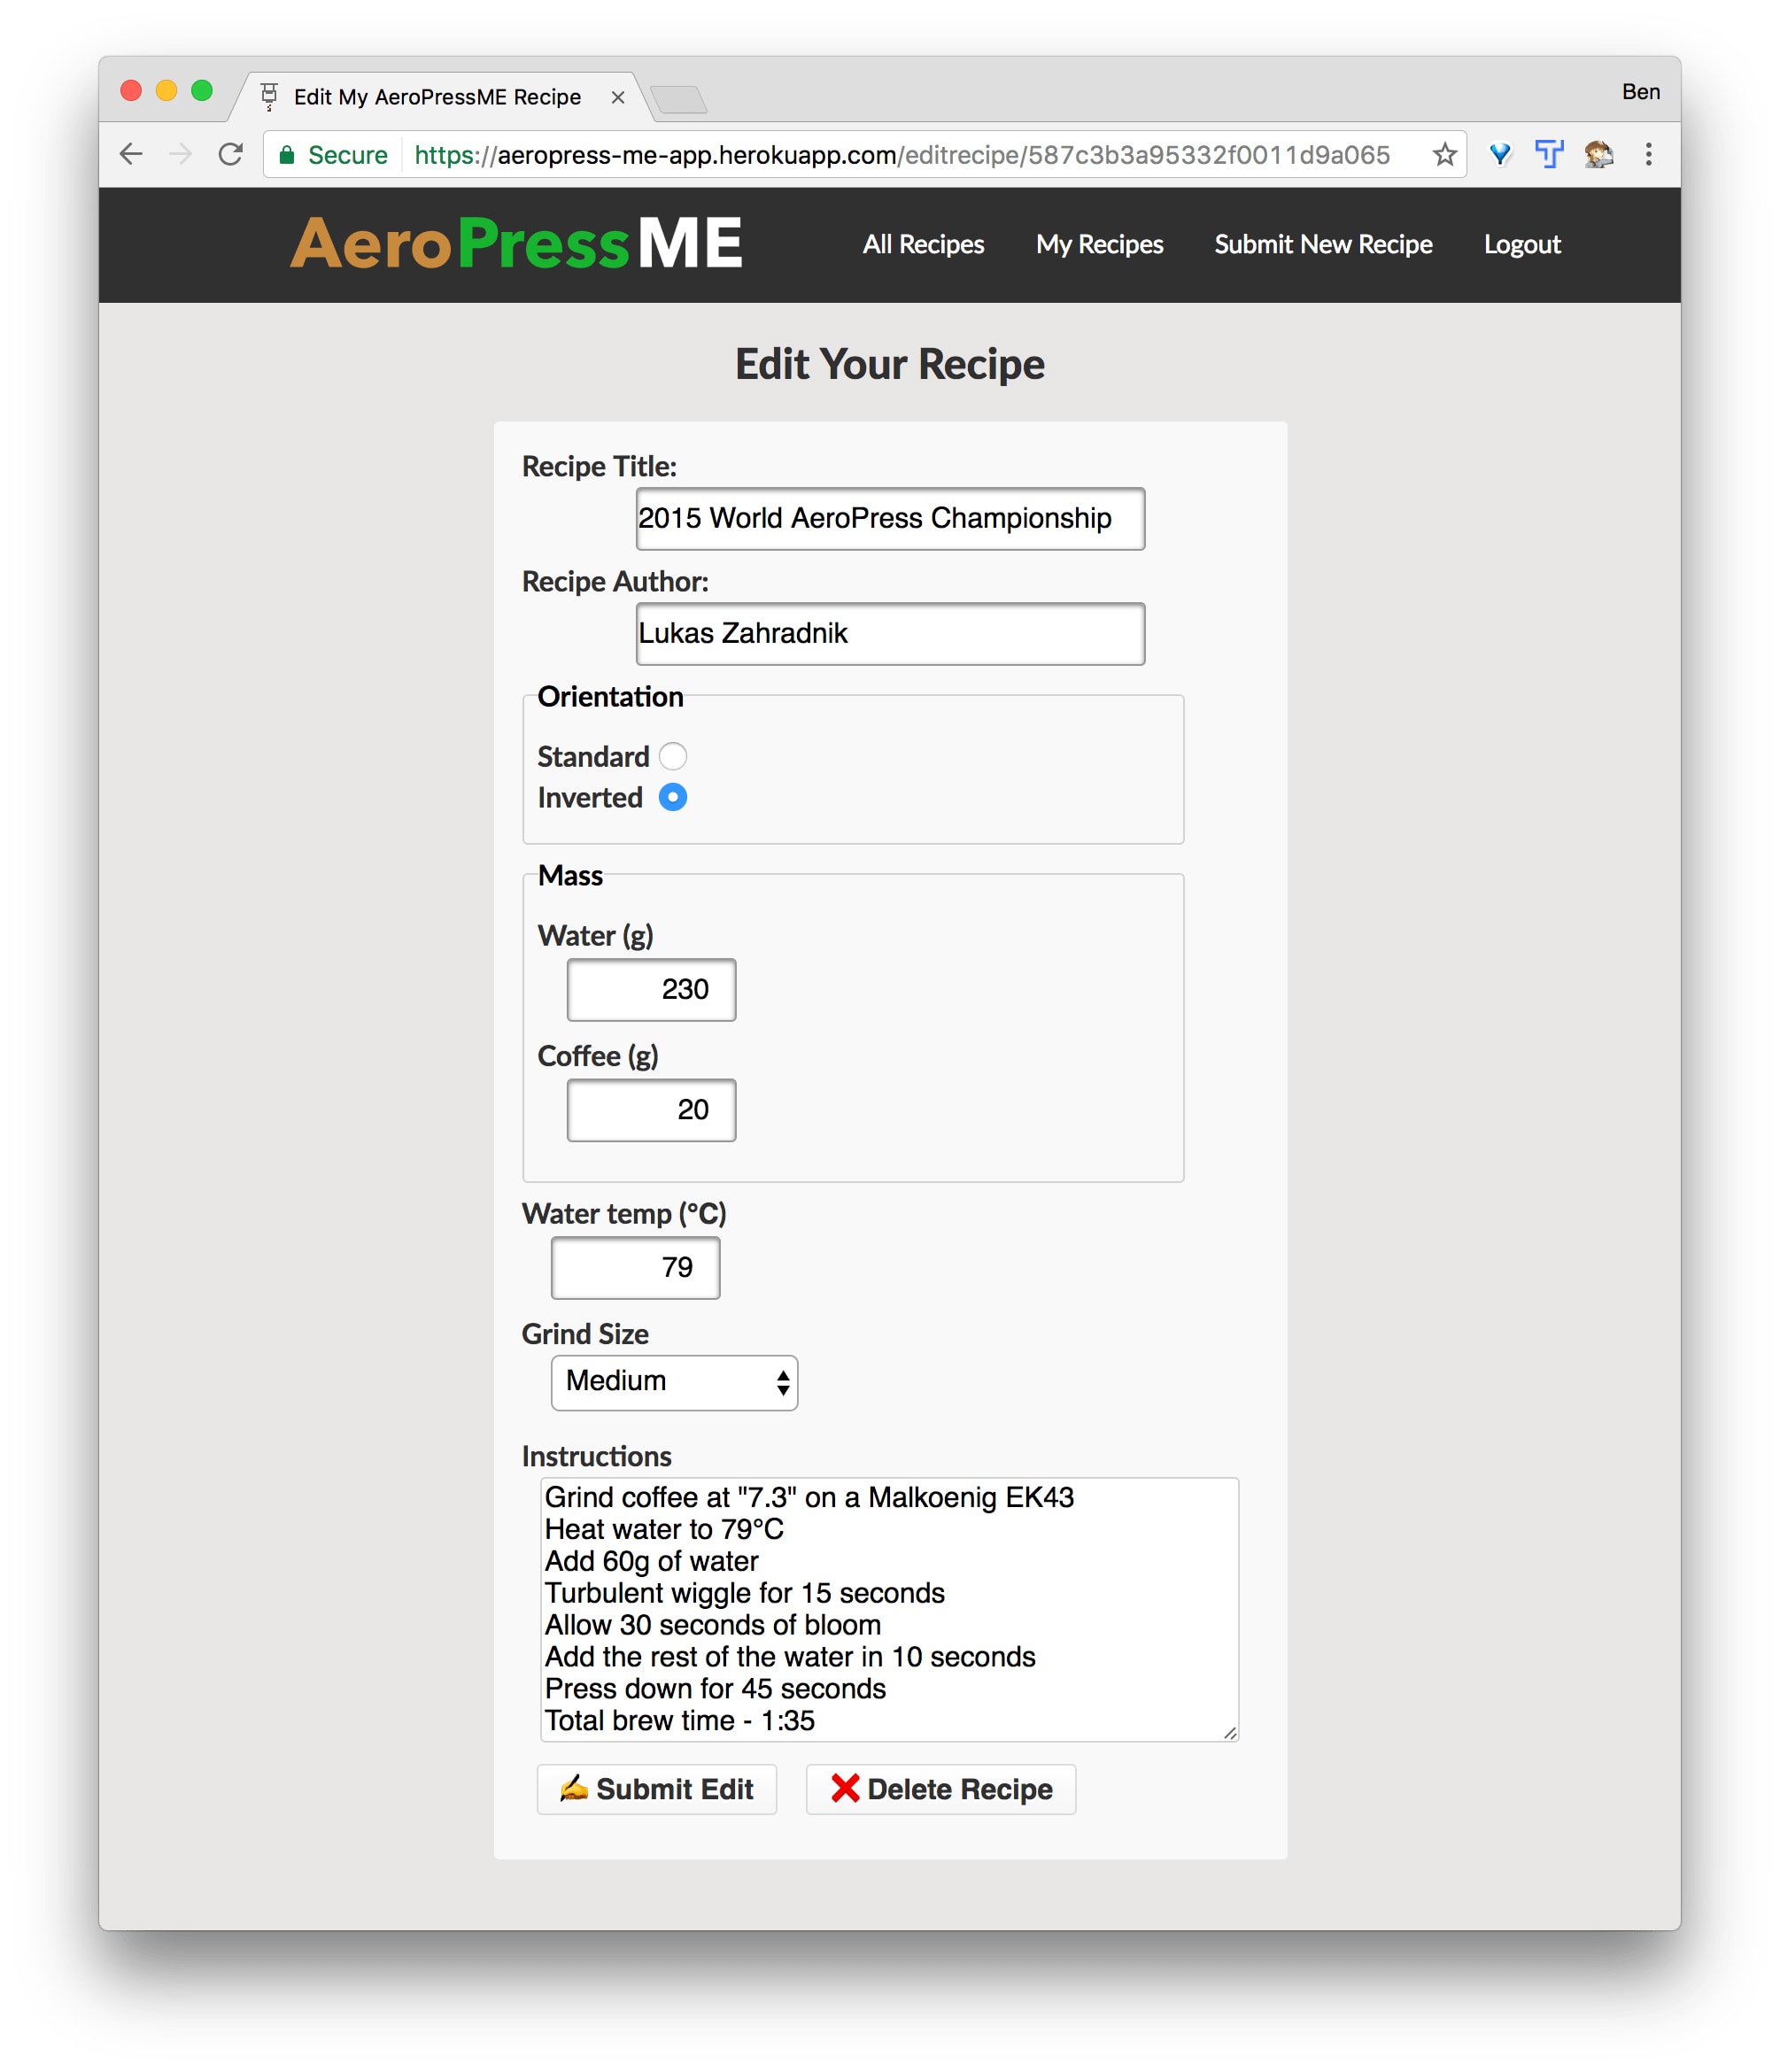 Edit My AeroPressME Recipe
Ben
Secure https://aeropress-me-app.herokuapp.com/editrecipe/587c3b3a95332f0011d9a065
AeroPressME
All Recipes My Recipes Submit New Recipe Logout
Edit Your Recipe
Recipe Title:
2015 World AeroPress Championship
Recipe Author:
Lukas Zahradnik
Orientation
Standard
Inverted
Mass
Water (g)
230
Coffee (g)
20
Water temp (°C)
79
Grind Size
Medium
Instructions
Grind coffee at "7.3" on a Malkoenig EK43
Heat water to 79°C
Add 60g of water
Turbulent wiggle for 15 seconds
Allow 30 seconds of bloom
Add the rest of the water in 10 seconds
Press down for 45 seconds
Total brew time - 1:35
✍ Submit Edit ❌ Delete Recipe